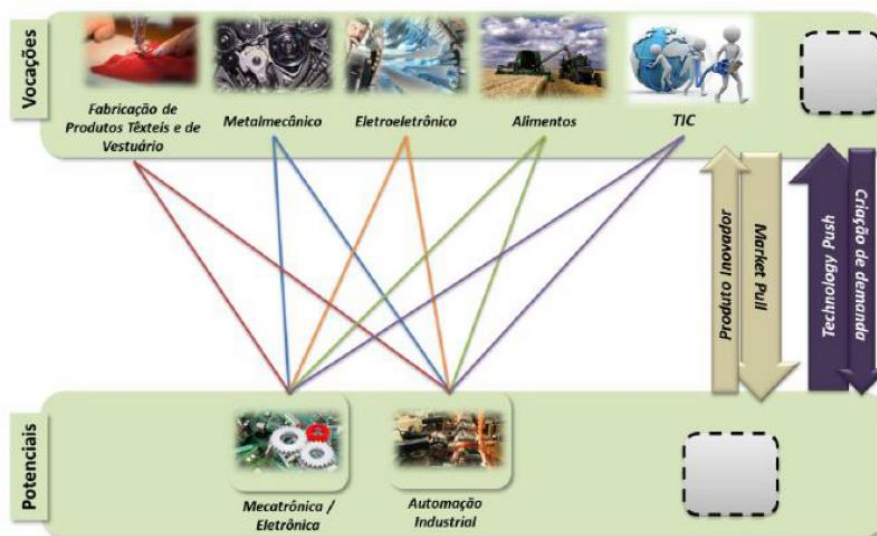 Vocações
Fabricação de
Produtos Têxteis e de
Vestuário
Metalmecânico
Eletroeletrônico
Alimentos
TIC
Produto Inovador
Market Pull
Technology Push
Criação de demanda
Potenciais
Mecatrônica /
Eletrônica
Automação
Industrial